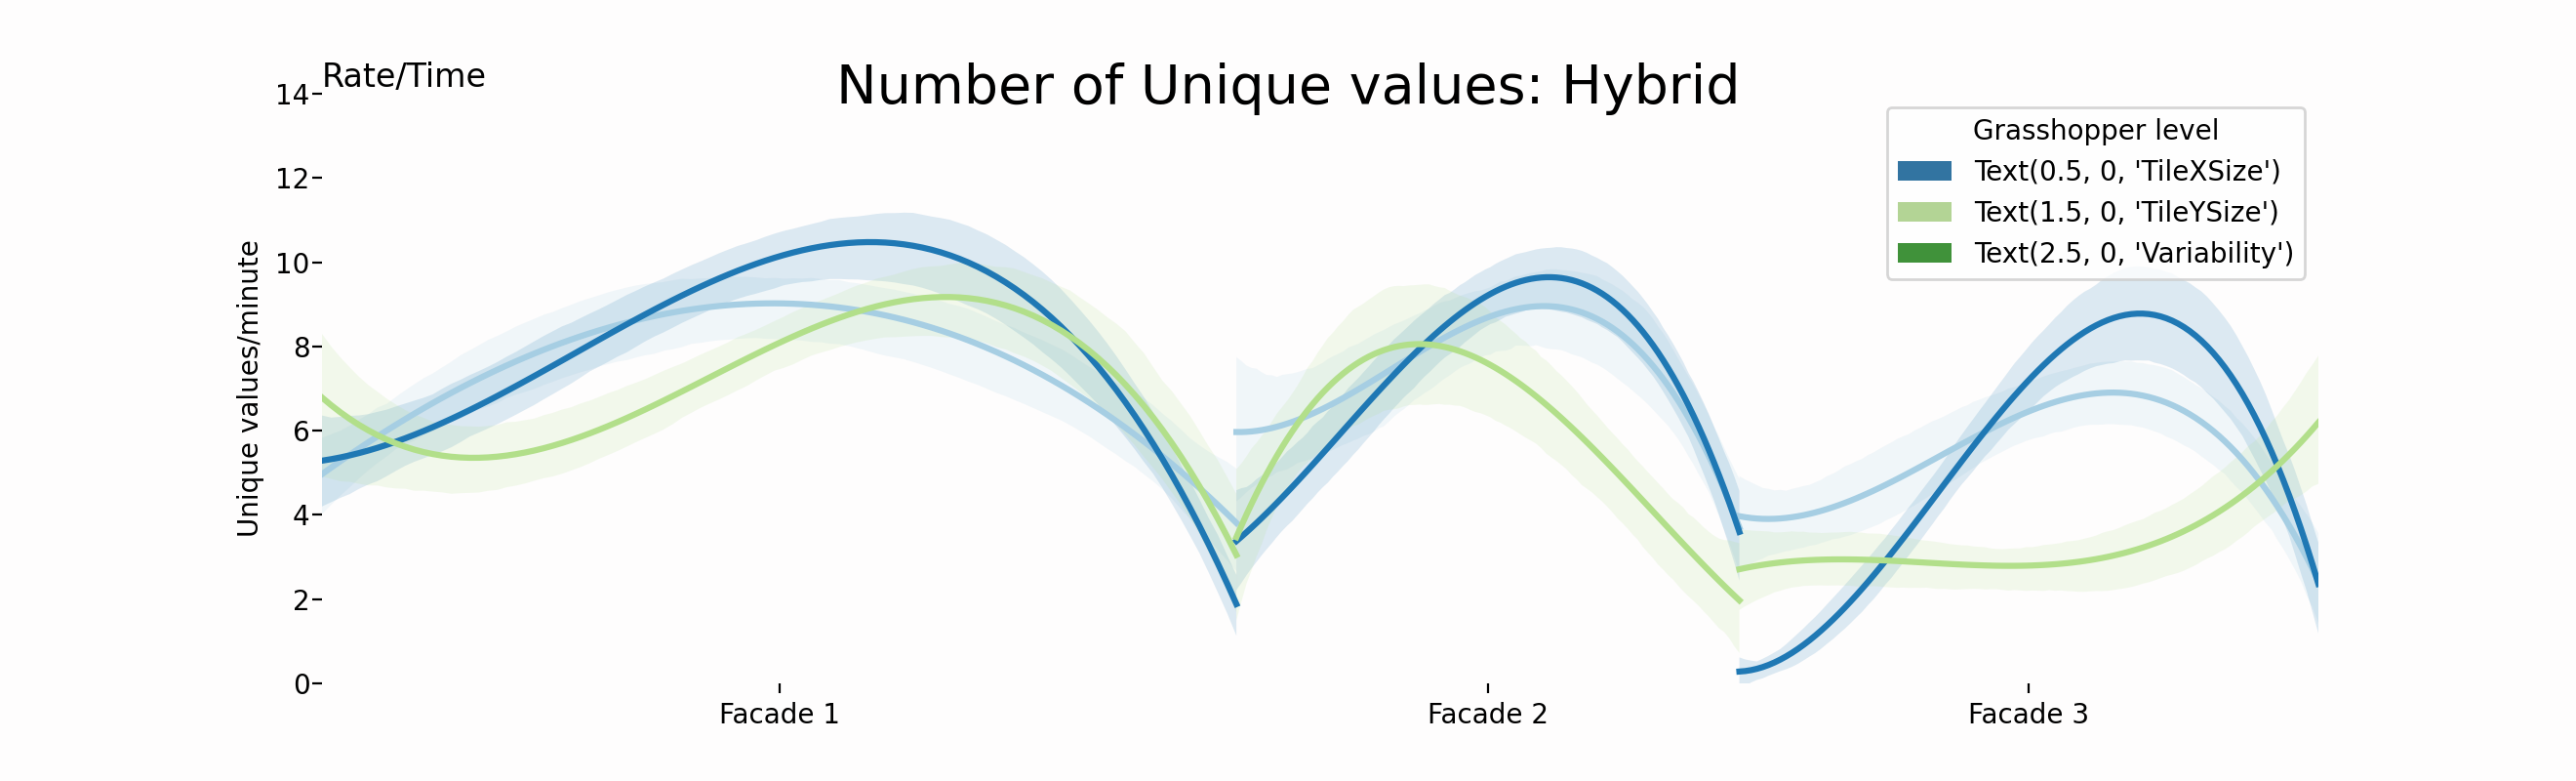 Rate/Time
Number of Unique values: Hybrid
14
12
10
8
6
4
2
0
Unique values/minute
Grasshopper level
Text(0.5, 0, 'TileXSize')
Text(1.5, 0, 'TileYSize')
Text(2.5, 0, 'Variability')
Facade 1
Facade 2
Facade 3